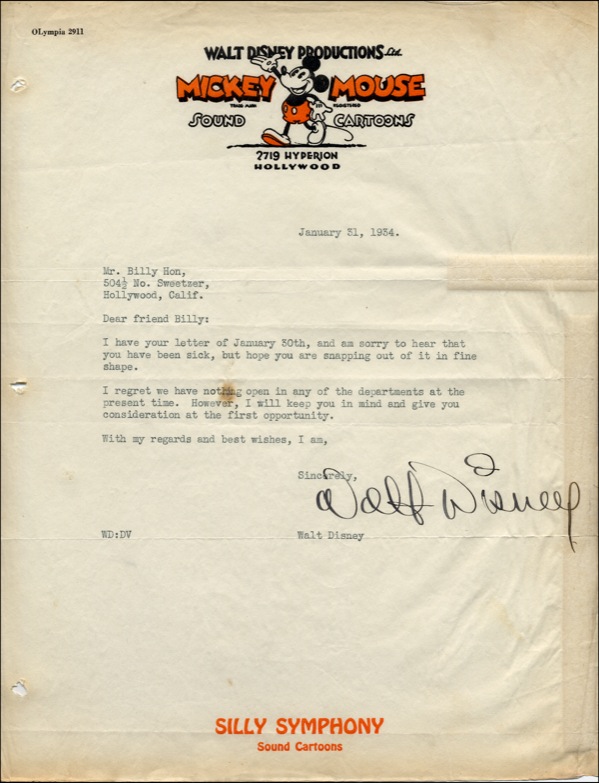 OLympia 2911
WALT DISNEY PRODUCTIONS Ltd.
MICKEY MOUSE
TRADE MARK REGISTERED
SOUND CARTOONS
2719 HYPERION
HOLLYWOOD
January 31, 1934.
Mr. Billy Hon,
504½ No. Sweetzer,
Hollywood, Calif.
Dear friend Billy:
I have your letter of January 30th, and am sorry to hear that
you have been sick, but hope you are snapping out of it in fine
shape.
I regret we have nothing open in any of the departments at the
present time. However, I will keep you in mind and give you
consideration at the first opportunity.
With my regards and best wishes, I am,
Sincerely,
Walt Disney
WD:DV Walt Disney
SILLY SYMPHONY
Sound Cartoons